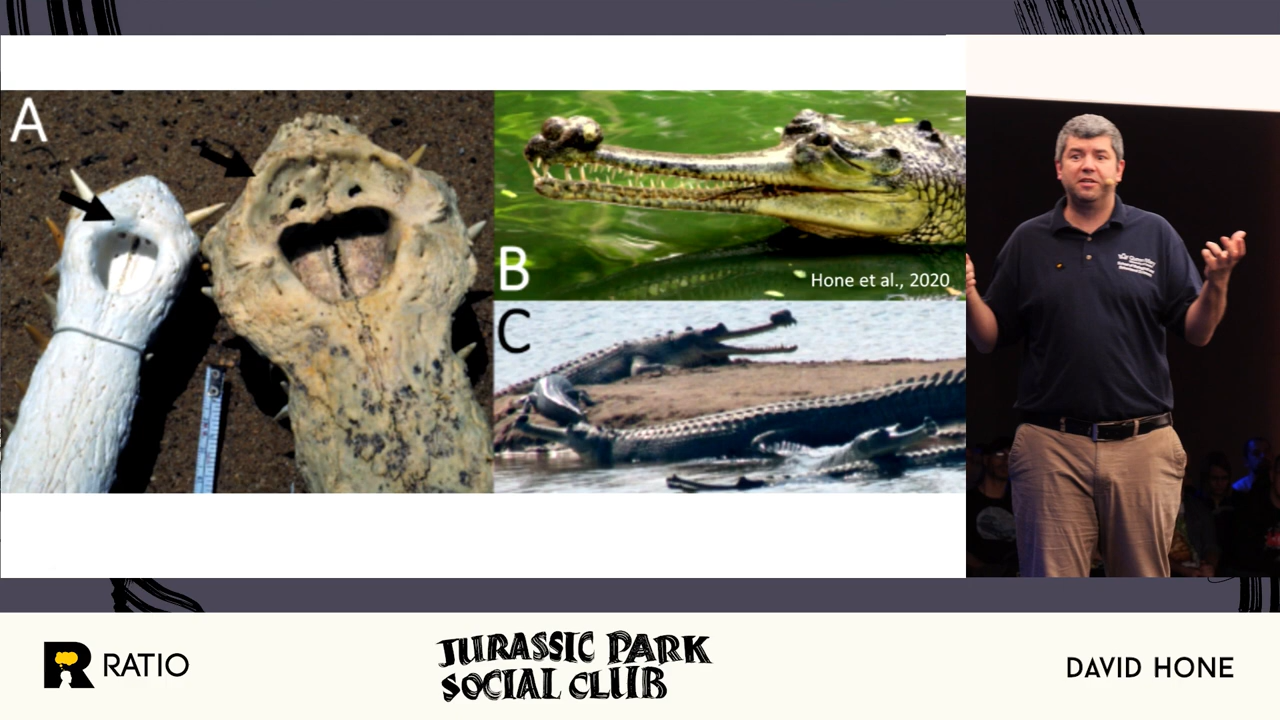 A
B
Hone et al., 2020
C
RATIO
JURASSIC PARK
SOCIAL CLUB
DAVID HONE